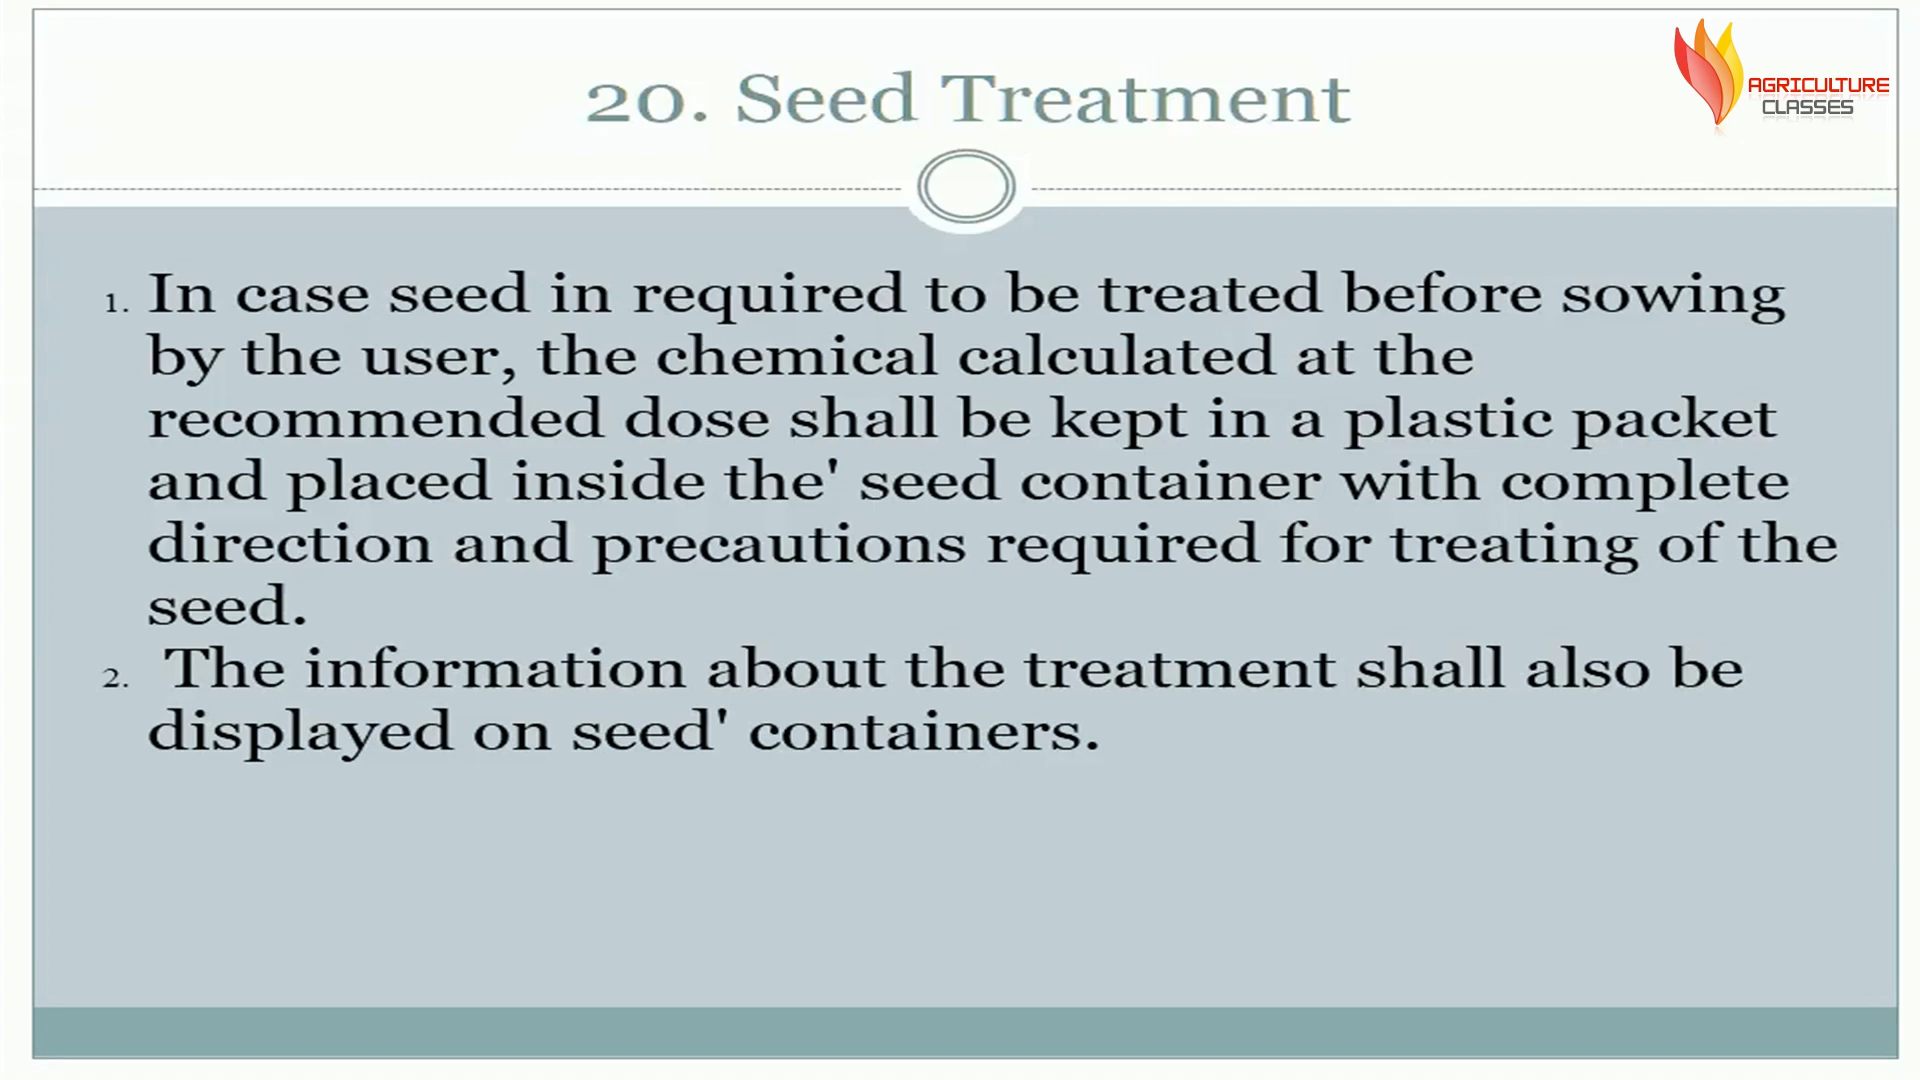 20. Seed Treatment
AGRICULTURE
CLASSES
1. In case seed in required to be treated before sowing
by the user, the chemical calculated at the
recommended dose shall be kept in a plastic packet
and placed inside the' seed container with complete
direction and precautions required for treating of the
seed.
2. The information about the treatment shall also be
displayed on seed' containers.